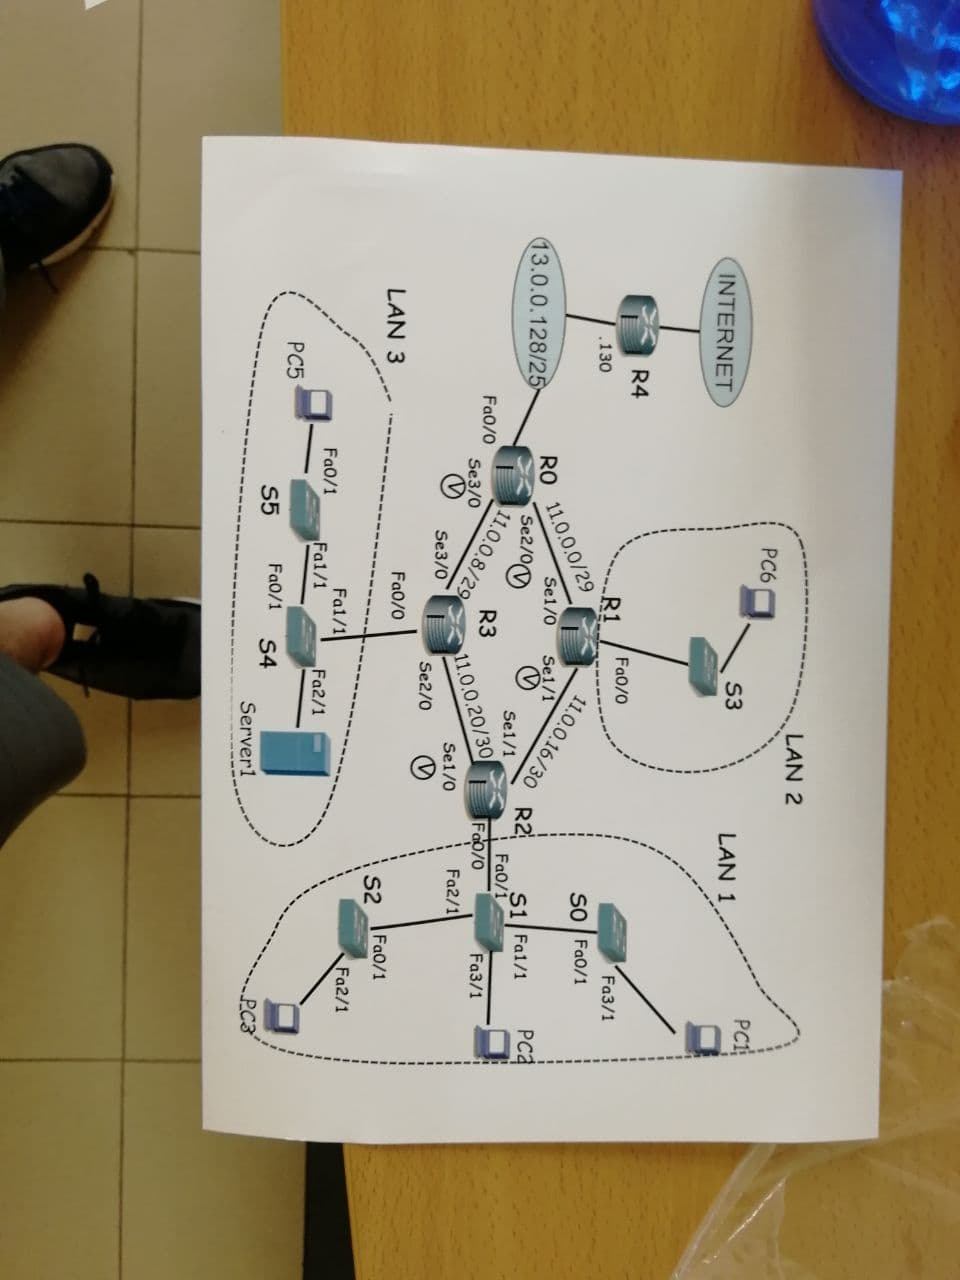 LAN 2
PC6
LAN 1
INTERNET
S3
PC1
R4
.130
R1
Fa0/0
S0
Fa3/1
Fa0/1
11.0.0.0/29
Se1/0
Se1/1
11.0.0.16/30
13.0.0.128/25
R0
Se2/0
Se1/1
R2
S1
Fa1/1
PC2
Fa0/0
Se3/0
11.0.0.8/29
R3
11.0.0.20/30
Fa0/0
Fa0/1
Fa3/1
Se3/0
Se2/0
Se1/0
Fa2/1
LAN 3
Fa0/0
S2
Fa0/1
Fa2/1
Fa1/1
Fa0/1
Fa1/1
Fa2/1
PC5
S5
Fa0/1
S4
Server1
PC3